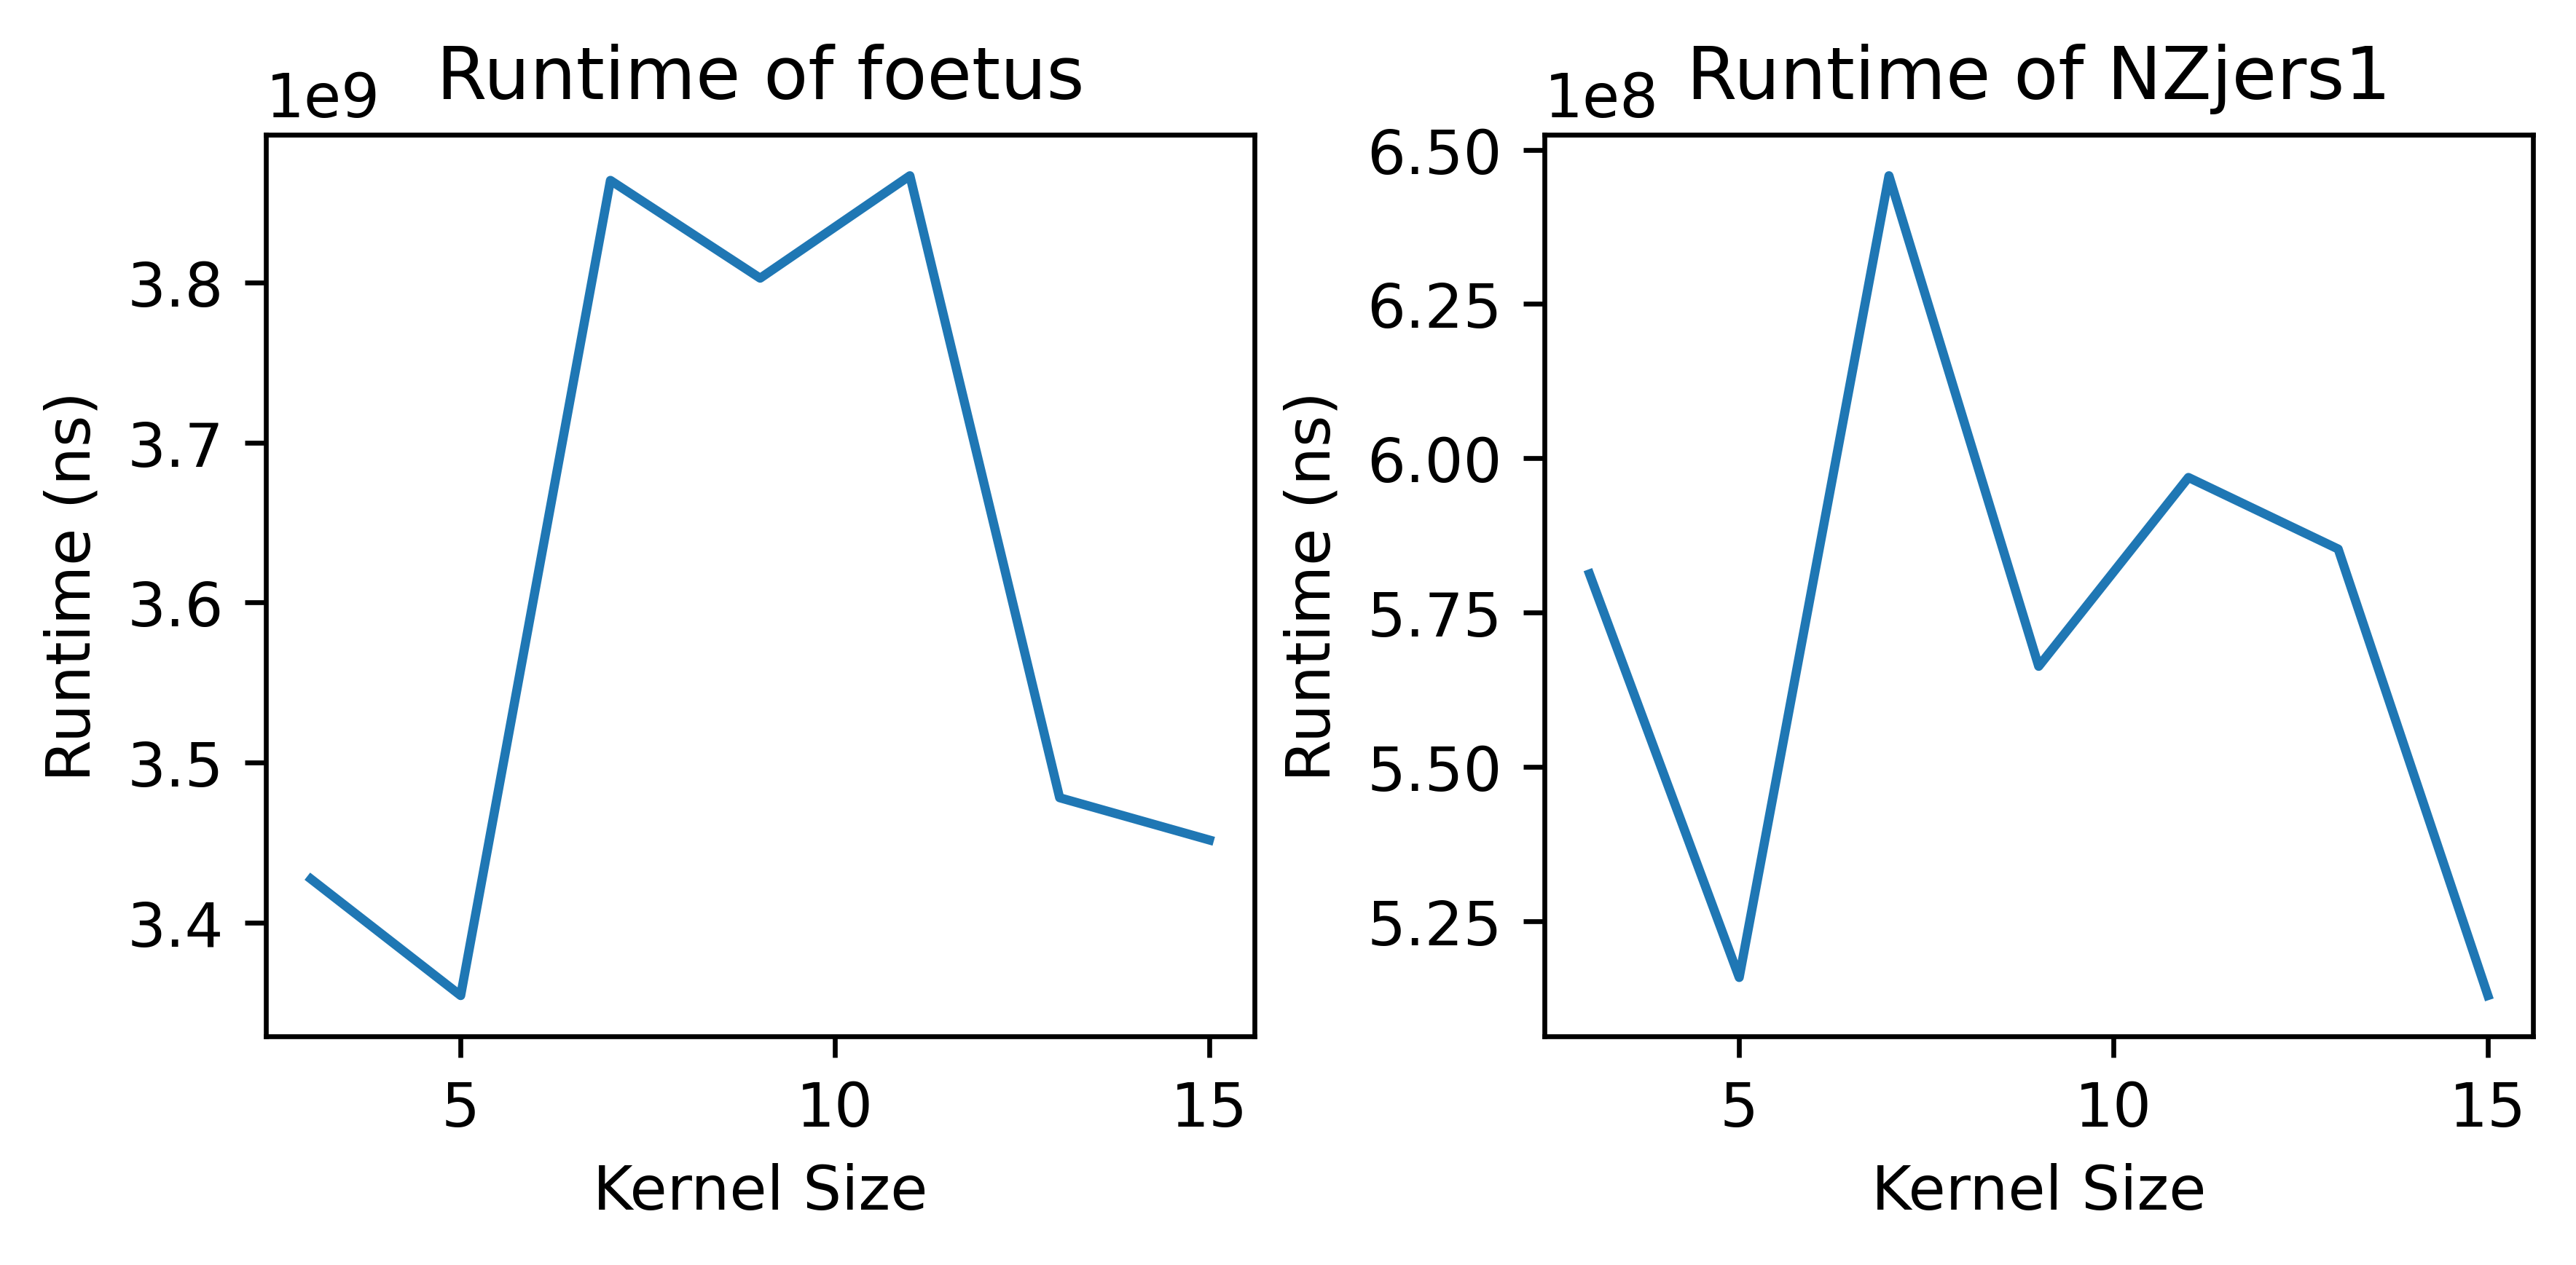 Runtime of foetus
1e9
3.8
3.7
3.6
3.5
3.4
Runtime (ns)
5 10 15
Kernel Size
Runtime of NZjers1
1e8
6.50
6.25
6.00
5.75
5.50
5.25
Runtime (ns)
5 10 15
Kernel Size